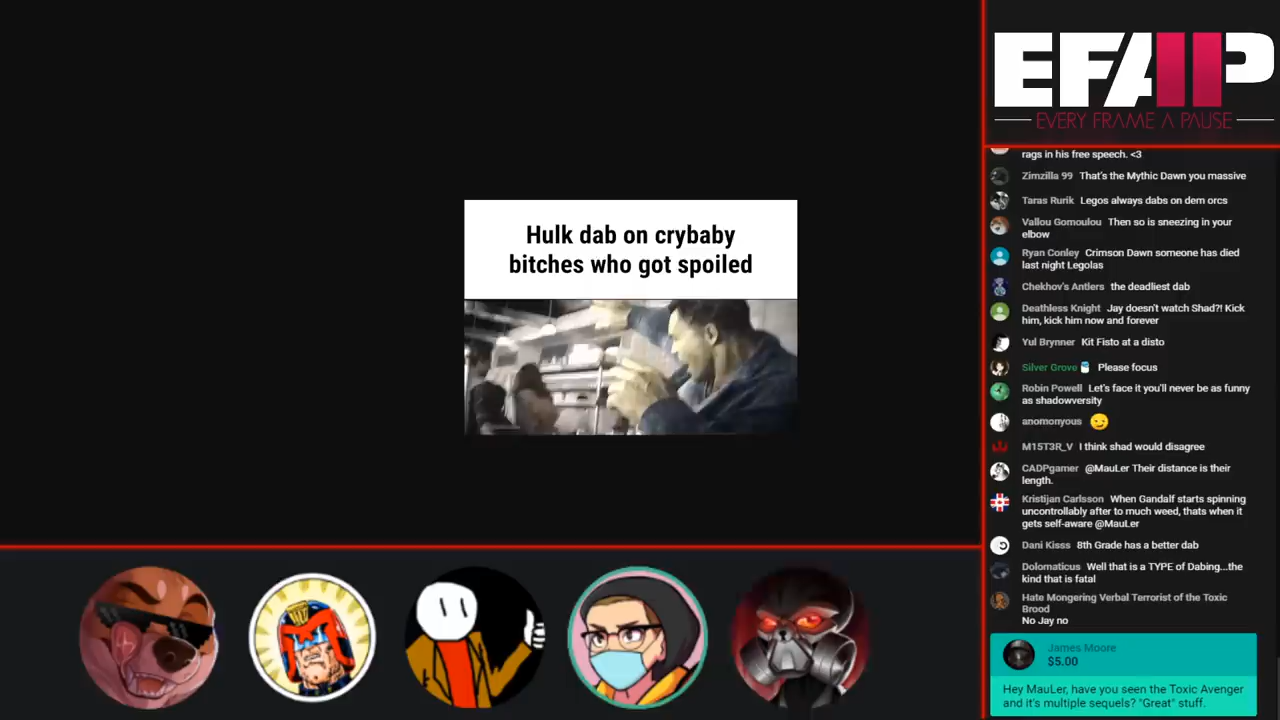 Hulk dab on crybaby
bitches who got spoiled
EFAP
EVERY FRAME A PAUSE
rags in his free speech. <3
Zimzilla 99 That's the Mythic Dawn you massive
Taras Rurik Legos always dabs on dem orcs
Vallou Gomoulou Then so is sneezing in your
elbow
Ryan Conley Crimson Dawn someone has died
last night Legolas
Chekhov's Antlers the deadliest dab
Deathless Knight Jay doesn't watch Shad?! Kick
him, kick him now and forever
Yul Brynner Kit Fisto at a disto
Silver Grove Please focus
Robin Powell Let's face it you'll never be as funny
as shadowversity
anomonyous 😏
M15T3R_V I think shad would disagree
CADPgamer @MauLer Their distance is their
length.
Kristijan Carlsson When Gandalf starts spinning
uncontrollably after to much weed, thats when it
gets self-aware @MauLer
Dani Kisss 8th Grade has a better dab
Dolomaticus Well that is a TYPE of Dabing...the
kind that is fatal
Hate Mongering Verbal Terrorist of the Toxic
Brood
No Jay no
James Moore
$5.00
Hey MauLer, have you seen the Toxic Avenger
and it's multiple sequels? "Great" stuff.